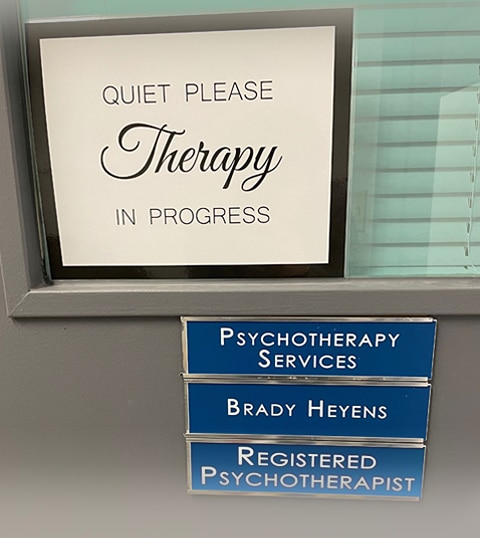 QUIET PLEASE
Therapy
IN PROGRESS
PSYCHOTHERAPY
SERVICES
BRADY HEYENS
REGISTERED
PSYCHOTHERAPIST